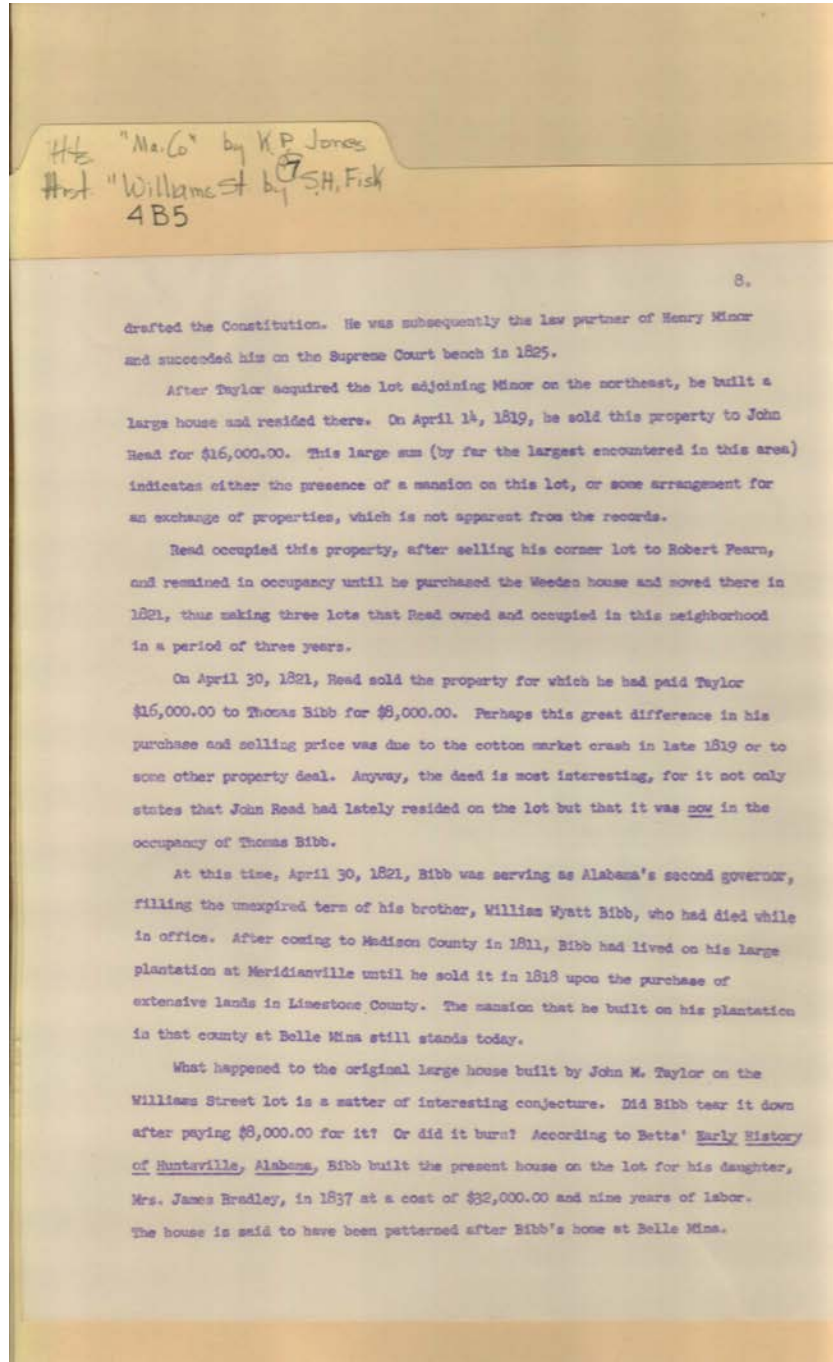 Hts. "Ma. Co" by K. P. Jones
Hist. "Williams St by S.H. Fisk
7
4B5
8.
drafted the Constitution. He was subsequently the law partner of Henry Minor
and succeeded him on the Supreme Court bench in 1825.
After Taylor acquired the lot adjoining Minor on the northeast, he built a
large house and resided there. On April 14, 1819, he sold this property to John
Read for $16,000.00. This large sum (by far the largest encountered in this area)
indicates either the presence of a mansion on this lot, or some arrangement for
an exchange of properties, which is not apparent from the records.
Read occupied this property, after selling his corner lot to Robert Fearn,
and remained in occupancy until he purchased the Weeden house and moved there in
1821, thus making three lots that Read owned and occupied in this neighborhood
in a period of three years.
On April 30, 1821, Read sold the property for which he had paid Taylor
$16,000.00 to Thomas Bibb for $8,000.00. Perhaps this great difference in his
purchase and selling price was due to the cotton market crash in late 1819 or to
some other property deal. Anyway, the deed is most interesting, for it not only
states that John Read had lately resided on the lot but that it was now in the
occupancy of Thomas Bibb.
At this time, April 30, 1821, Bibb was serving as Alabama's second governor,
filling the unexpired term of his brother, William Wyatt Bibb, who had died while
in office. After coming to Madison County in 1811, Bibb had lived on his large
plantation at Meridianville until he sold it in 1818 upon the purchase of
extensive lands in Limestone County. The mansion that he built on his plantation
in that county at Belle Mina still stands today.
What happened to the original large house built by John M. Taylor on the
Williams Street lot is a matter of interesting conjecture. Did Bibb tear it down
after paying $8,000.00 for it? Or did it burn? According to Betts' Early History
of Huntsville, Alabama, Bibb built the present house on the lot for his daughter,
Mrs. James Bradley, in 1837 at a cost of $32,000.00 and nine years of labor.
The house is said to have been patterned after Bibb's home at Belle Mina.